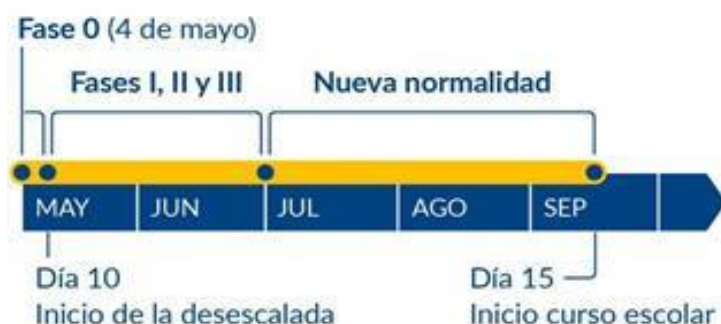 Fase 0 (4 de mayo)
Fases I, II y III
Nueva normalidad
MAY
JUN
JUL
AGO
SEP
Día 10
Inicio de la desescalada
Día 15
Inicio curso escolar